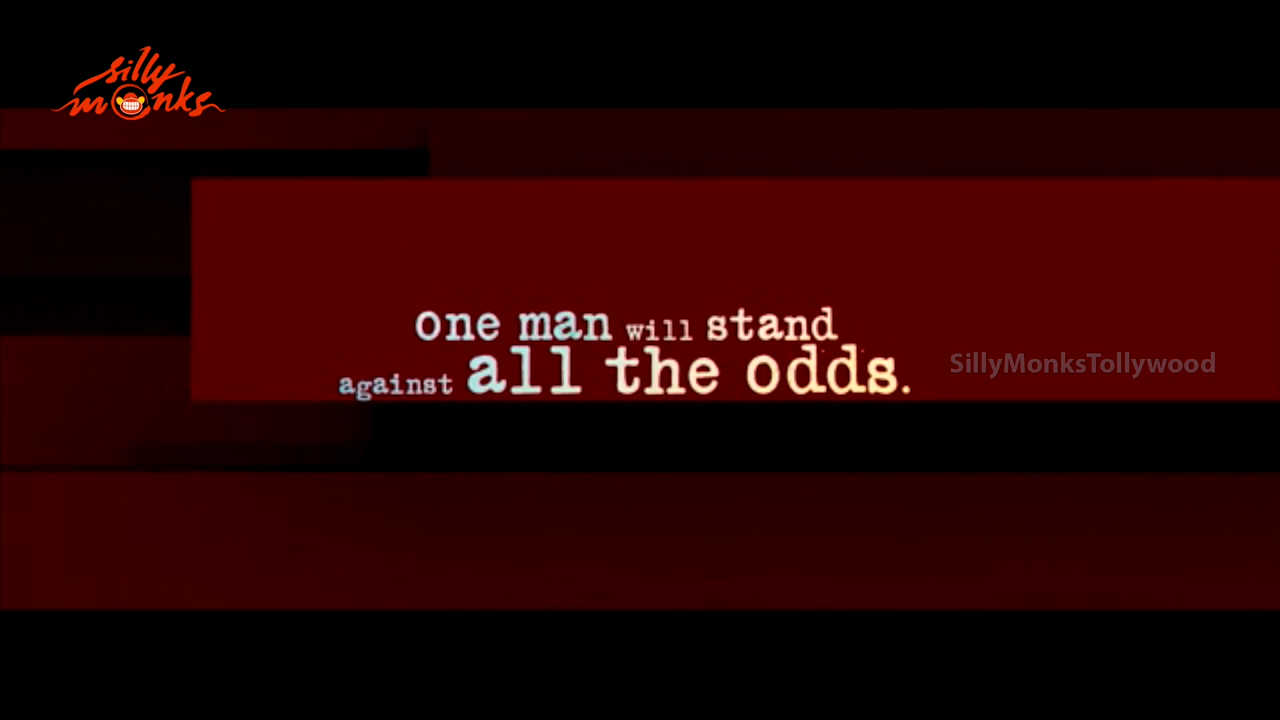 silly
monks
one man will stand
against all the odds.
SillyMonksTollywood